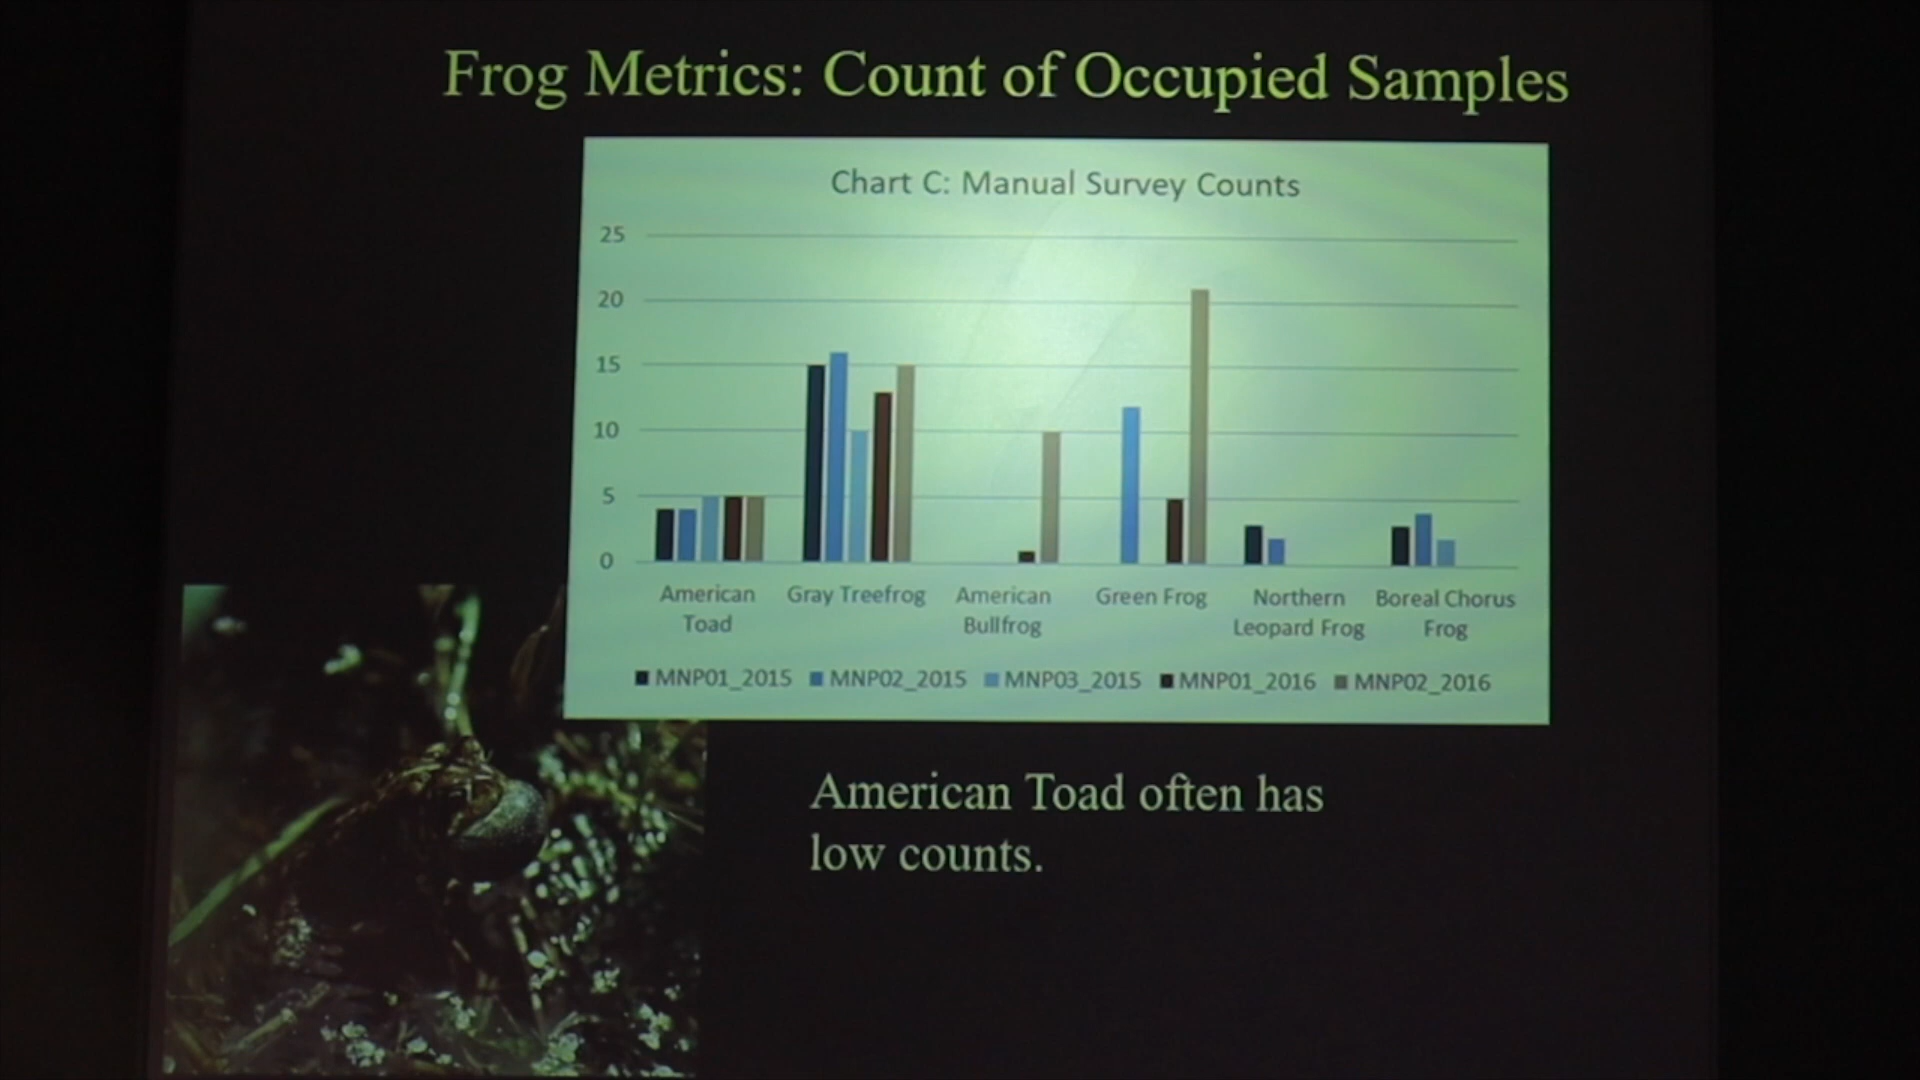 Frog Metrics: Count of Occupied Samples
Chart C: Manual Survey Counts
25
20
15
10
5
0
American Toad
Gray Treefrog
American Bullfrog
Green Frog
Northern Leopard Frog
Boreal Chorus Frog
MNP01_2015 MNP02_2015 MNP03_2015 MNP01_2016 MNP02_2016
American Toad often has
low counts.